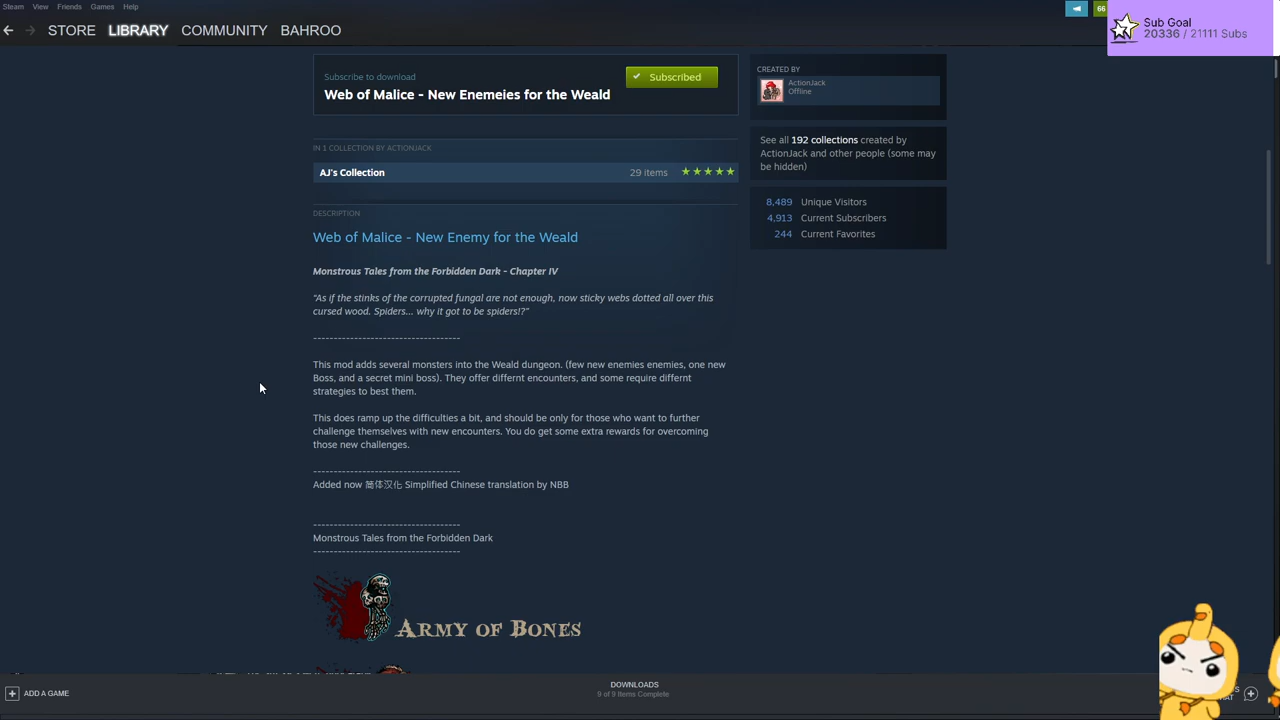 Steam View Friends Games Help
STORE LIBRARY COMMUNITY BAHROO
66
Sub Goal
20336 / 21111 Subs
Subscribe to download
Subscribed
Web of Malice - New Enemeies for the Weald
IN 1 COLLECTION BY ACTIONJACK
AJ's Collection 29 items
DESCRIPTION
Web of Malice - New Enemy for the Weald
Monstrous Tales from the Forbidden Dark - Chapter IV
"As if the stinks of the corrupted fungal are not enough, now sticky webs dotted all over this
cursed wood. Spiders... why it got to be spiders!?"
-----------------------------------
This mod adds several monsters into the Weald dungeon. (few new enemies enemies, one new
Boss, and a secret mini boss). They offer differnt encounters, and some require differnt
strategies to best them.
This does ramp up the difficulties a bit, and should be only for those who want to further
challenge themselves with new encounters. You do get some extra rewards for overcoming
those new challenges.
-----------------------------------
Added now 简体汉化 Simplified Chinese translation by NBB
-----------------------------------
Monstrous Tales from the Forbidden Dark
-----------------------------------
ARMY OF BONES
CREATED BY
ActionJack
Offline
See all 192 collections created by
ActionJack and other people (some may
be hidden)
8,489 Unique Visitors
4,913 Current Subscribers
244 Current Favorites
ADD A GAME
DOWNLOADS
9 of 9 Items Complete